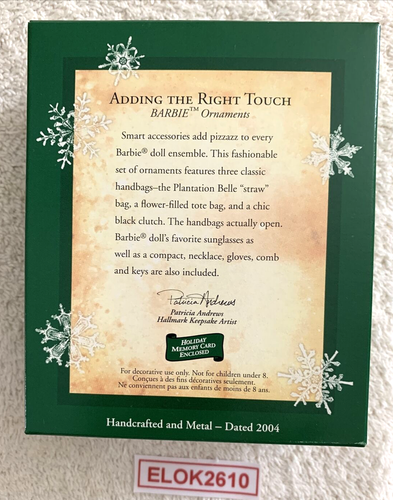 ADDING THE RIGHT TOUCH
BARBIE™ Ornaments
Smart accessories add pizzazz to every
Barbie® doll ensemble. This fashionable
set of ornaments features three classic
handbags–the Plantation Belle “straw”
bag, a flower-filled tote bag, and a chic
black clutch. The handbags actually open.
Barbie® doll’s favorite sunglasses as
well as a compact, necklace, gloves, comb
and keys are also included.
Patricia Andrews
Patricia Andrews
Hallmark Keepsake Artist
HOLIDAY
MEMORY CARD
ENCLOSED
For decorative use only. Not for children under 8.
Conçues à des fins décoratives seulement.
Ne conviennent pas aux enfants de moins de 8 ans.
Handcrafted and Metal – Dated 2004
ELOK2610